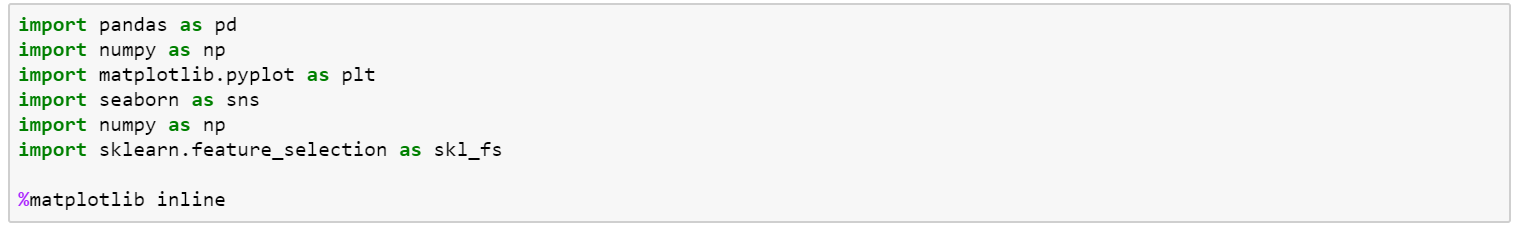 import pandas as pd
import numpy as np
import matplotlib.pyplot as plt
import seaborn as sns
import numpy as np
import sklearn.feature_selection as skl_fs
%matplotlib inline